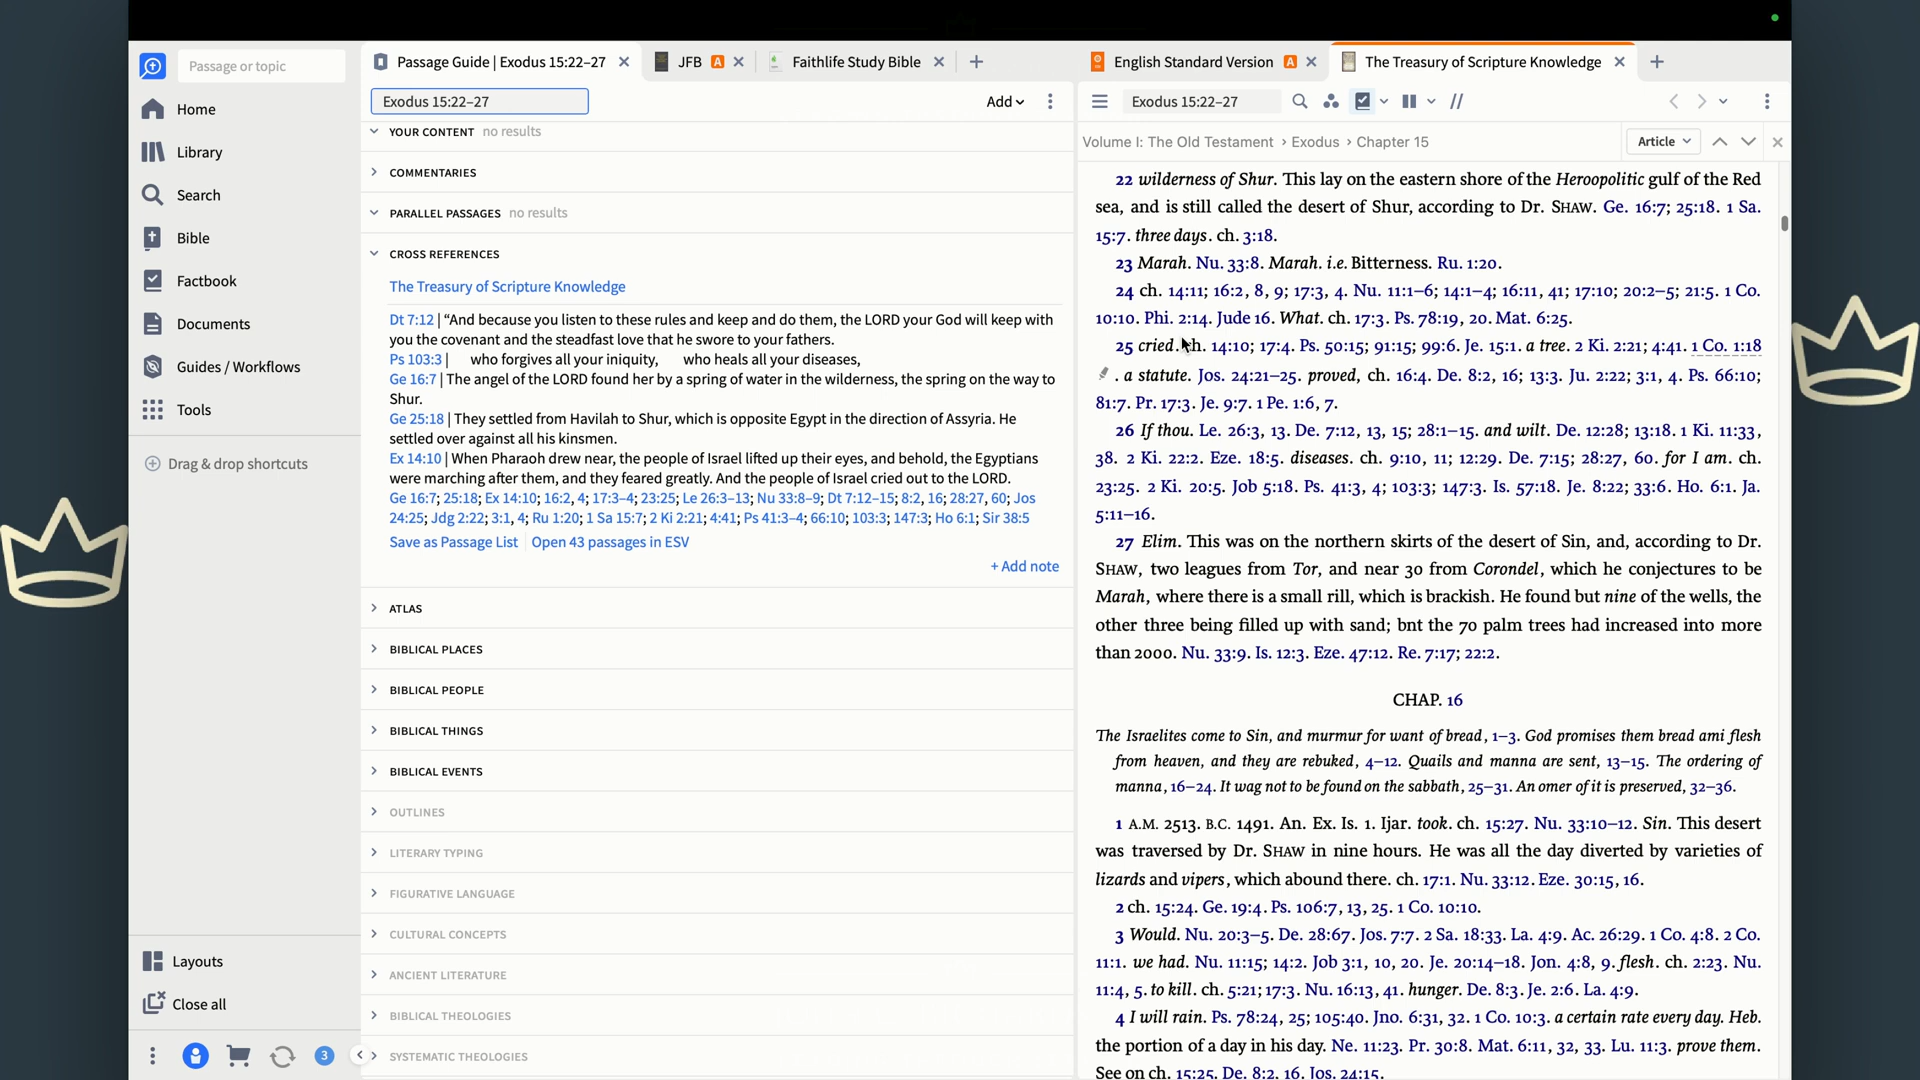 Passage or topic
Home
Library
Search
Bible
Factbook
Documents
Guides / Workflows
Tools
Drag & drop shortcuts
Layouts
Close all
3
Passage Guide | Exodus 15:22–27
JFB A
Faithlife Study Bible
Exodus 15:22–27
Add
YOUR CONTENT no results
COMMENTARIES
PARALLEL PASSAGES no results
CROSS REFERENCES
The Treasury of Scripture Knowledge
Dt 7:12 | “And because you listen to these rules and keep and do them, the LORD your God will keep with
you the covenant and the steadfast love that he swore to your fathers.
Ps 103:3 | who forgives all your iniquity, who heals all your diseases,
Ge 16:7 | The angel of the LORD found her by a spring of water in the wilderness, the spring on the way to
Shur.
Ge 25:18 | They settled from Havilah to Shur, which is opposite Egypt in the direction of Assyria. He
settled over against all his kinsmen.
Ex 14:10 | When Pharaoh drew near, the people of Israel lifted up their eyes, and behold, the Egyptians
were marching after them, and they feared greatly. And the people of Israel cried out to the LORD.
Ge 16:7; 25:18; Ex 14:10; 16:2, 4; 17:3–4; 23:25; Le 26:3–13; Nu 33:8–9; Dt 7:12–15; 8:2, 16; 28:27, 60; Jos
24:25; Jdg 2:22; 3:1, 4; Ru 1:20; 1 Sa 15:7; 2 Ki 2:21; 4:41; Ps 41:3–4; 66:10; 103:3; 147:3; Ho 6:1; Sir 38:5
Save as Passage List Open 43 passages in ESV
+ Add note
ATLAS
BIBLICAL PLACES
BIBLICAL PEOPLE
BIBLICAL THINGS
BIBLICAL EVENTS
OUTLINES
LITERARY TYPING
FIGURATIVE LANGUAGE
CULTURAL CONCEPTS
ANCIENT LITERATURE
BIBLICAL THEOLOGIES
SYSTEMATIC THEOLOGIES
English Standard Version A
The Treasury of Scripture Knowledge
Exodus 15:22–27
Volume I: The Old Testament › Exodus › Chapter 15
Article
22 wilderness of Shur. This lay on the eastern shore of the Heroopolitic gulf of the Red
sea, and is still called the desert of Shur, according to Dr. SHAW. Ge. 16:7; 25:18. 1 Sa.
15:7. three days. ch. 3:18.
23 Marah. Nu. 33:8. Marah. i.e. Bitterness. Ru. 1:20.
24 ch. 14:11; 16:2, 8, 9; 17:3, 4. Nu. 11:1–6; 14:1–4; 16:11, 41; 17:10; 20:2–5; 21:5. 1 Co.
10:10. Phi. 2:14. Jude 16. What. ch. 17:3. Ps. 78:19, 20. Mat. 6:25.
25 cried. ch. 14:10; 17:4. Ps. 50:15; 91:15; 99:6. Je. 15:1. a tree. 2 Ki. 2:21; 4:41. 1 Co. 1:18
. a statute. Jos. 24:21–25. proved, ch. 16:4. De. 8:2, 16; 13:3. Ju. 2:22; 3:1, 4. Ps. 66:10;
81:7. Pr. 17:3. Je. 9:7. 1 Pe. 1:6, 7.
26 If thou. Le. 26:3, 13. De. 7:12, 13, 15; 28:1–15. and wilt. De. 12:28; 13:18. 1 Ki. 11:33,
38. 2 Ki. 22:2. Eze. 18:5. diseases. ch. 9:10, 11; 12:29. De. 7:15; 28:27, 60. for I am. ch.
23:25. 2 Ki. 20:5. Job 5:18. Ps. 41:3, 4; 103:3; 147:3. Is. 57:18. Je. 8:22; 33:6. Ho. 6:1. Ja.
5:11–16.
27 Elim. This was on the northern skirts of the desert of Sin, and, according to Dr.
SHAW, two leagues from Tor, and near 30 from Corondel, which he conjectures to be
Marah, where there is a small rill, which is brackish. He found but nine of the wells, the
other three being filled up with sand; bnt the 70 palm trees had increased into more
than 2000. Nu. 33:9. Is. 12:3. Eze. 47:12. Re. 7:17; 22:2.
CHAP. 16
The Israelites come to Sin, and murmur for want of bread, 1–3. God promises them bread ami flesh
from heaven, and they are rebuked, 4–12. Quails and manna are sent, 13–15. The ordering of
manna, 16–24. It wag not to be found on the sabbath, 25–31. An omer of it is preserved, 32–36.
1 A.M. 2513. B.C. 1491. An. Ex. Is. 1. Ijar. took. ch. 15:27. Nu. 33:10–12. Sin. This desert
was traversed by Dr. SHAW in nine hours. He was all the day diverted by varieties of
lizards and vipers, which abound there. ch. 17:1. Nu. 33:12. Eze. 30:15, 16.
2 ch. 15:24. Ge. 19:4. Ps. 106:7, 13, 25. 1 Co. 10:10.
3 Would. Nu. 20:3–5. De. 28:67. Jos. 7:7. 2 Sa. 18:33. La. 4:9. Ac. 26:29. 1 Co. 4:8. 2 Co.
11:1. we had. Nu. 11:15; 14:2. Job 3:1, 10, 20. Je. 20:14–18. Jon. 4:8, 9. flesh. ch. 2:23. Nu.
11:4, 5. to kill. ch. 5:21; 17:3. Nu. 16:13, 41. hunger. De. 8:3. Je. 2:6. La. 4:9.
4 I will rain. Ps. 78:24, 25; 105:40. Jno. 6:31, 32. 1 Co. 10:3. a certain rate every day. Heb.
the portion of a day in his day. Ne. 11:23. Pr. 30:8. Mat. 6:11, 32, 33. Lu. 11:3. prove them.
See on ch. 15:25. De. 8:2, 16. Jos. 24:15.